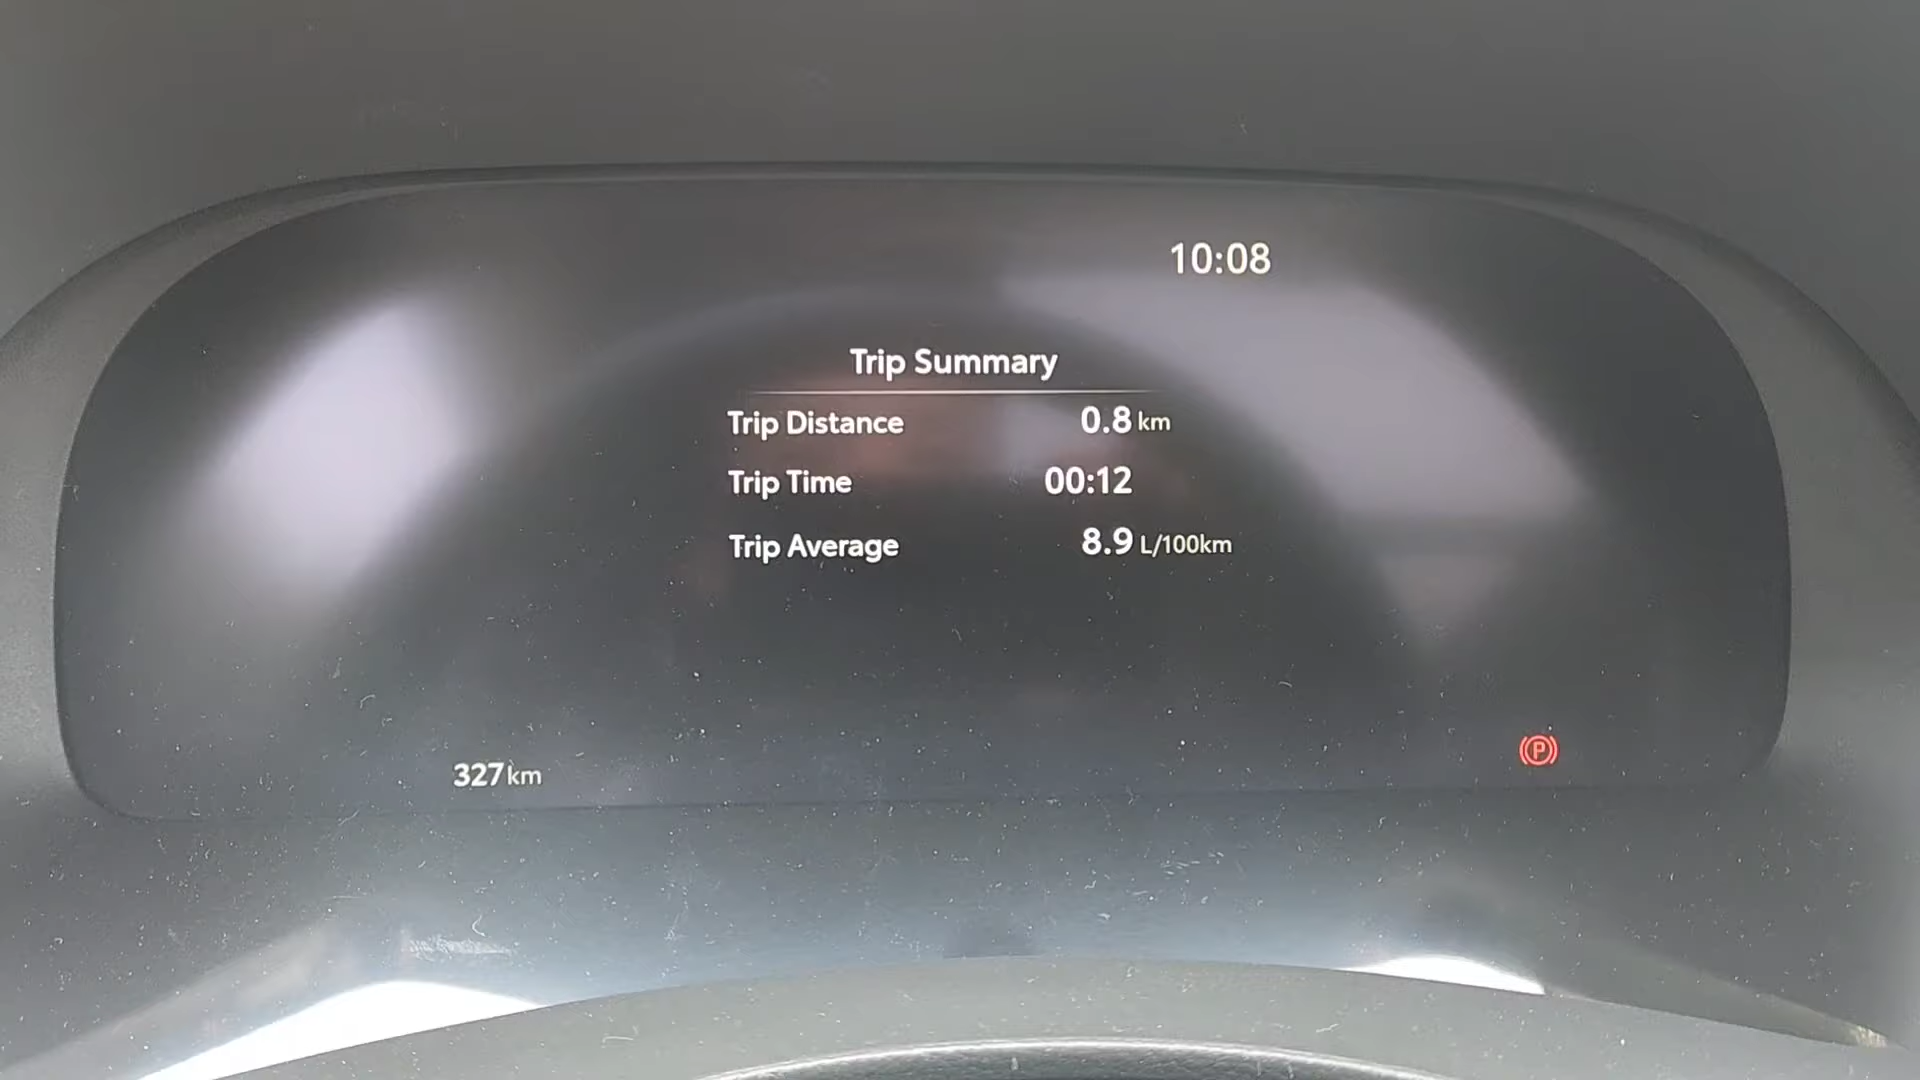 10:08
Trip Summary
Trip Distance 0.8 km
Trip Time 00:12
Trip Average 8.9 L/100km
327 km
P